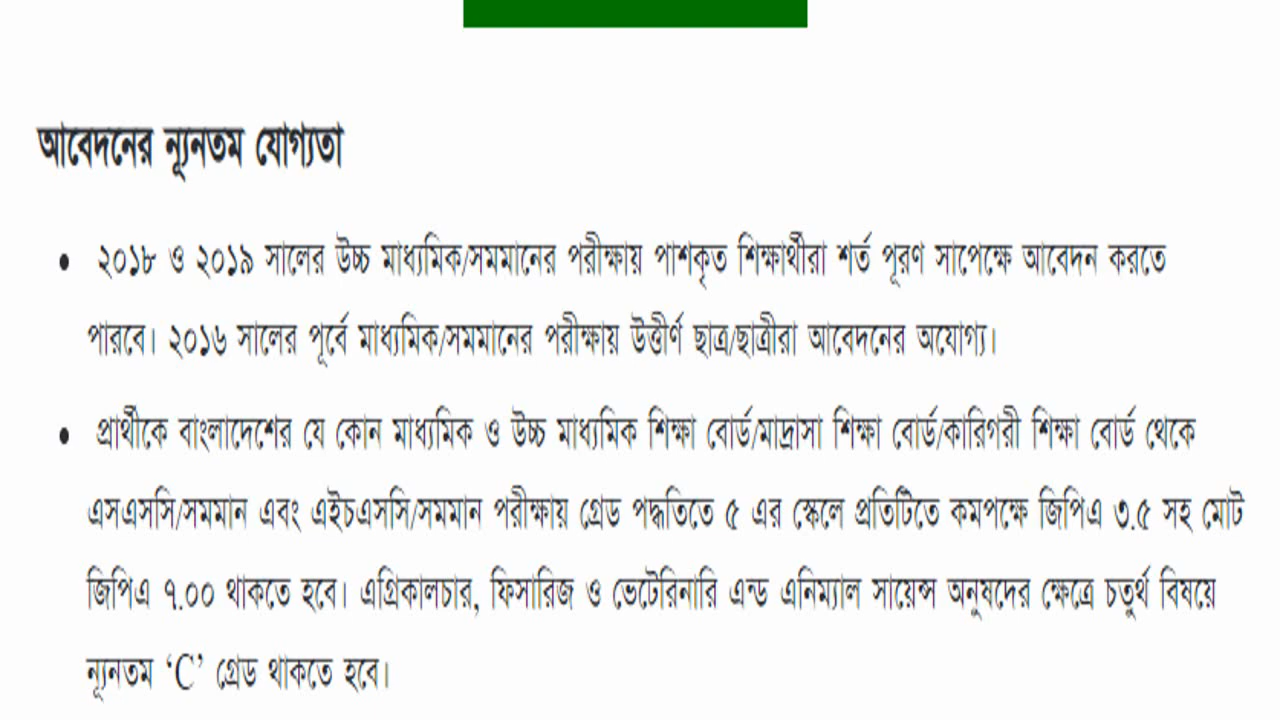 আবেদনের ন্যূনতম যোগ্যতা
• ২০১৮ ও ২০১৯ সালের উচ্চ মাধ্যমিক/সমমানের পরীক্ষায় পাশকৃত শিক্ষার্থীরা শর্ত পূরণ সাপেক্ষে আবেদন করতে
পারবে। ২০১৬ সালের পূর্বে মাধ্যমিক/সমমানের পরীক্ষায় উত্তীর্ণ ছাত্র/ছাত্রীরা আবেদনের অযোগ্য।
• প্রার্থীকে বাংলাদেশের যে কোন মাধ্যমিক ও উচ্চ মাধ্যমিক শিক্ষা বোর্ড/মাদ্রাসা শিক্ষা বোর্ড/কারিগরী শিক্ষা বোর্ড থেকে
এসএসসি/সমমান এবং এইচএসসি/সমমান পরীক্ষায় গ্রেড পদ্ধতিতে ৫ এর স্কেলে প্রতিটিতে কমপক্ষে জিপিএ ৩.৫ সহ মোট
জিপিএ ৭.০০ থাকতে হবে। এগ্রিকালচার, ফিসারিজ ও ভেটেরিনারি এন্ড এনিম্যাল সায়েন্স অনুষদের ক্ষেত্রে চতুর্থ বিষয়ে
ন্যূনতম ‘C’ গ্রেড থাকতে হবে।